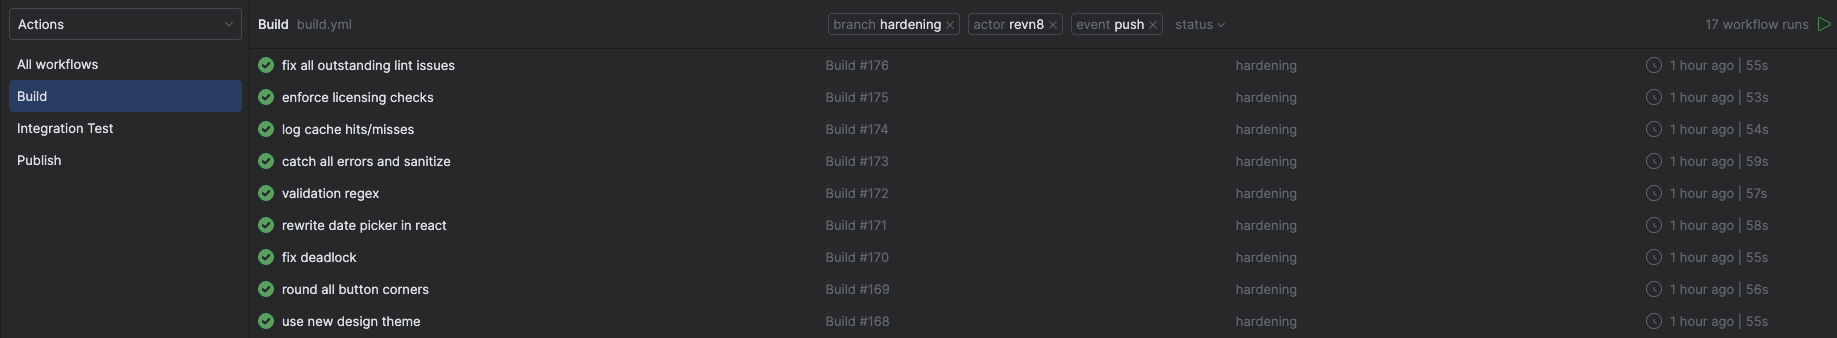 Actions
Build build.yml branch hardening actor revn8 event push status 17 workflow runs
All workflows
Build
Integration Test
Publish
fix all outstanding lint issues Build #176 hardening 1 hour ago | 55s
enforce licensing checks Build #175 hardening 1 hour ago | 53s
log cache hits/misses Build #174 hardening 1 hour ago | 54s
catch all errors and sanitize Build #173 hardening 1 hour ago | 59s
validation regex Build #172 hardening 1 hour ago | 57s
rewrite date picker in react Build #171 hardening 1 hour ago | 58s
fix deadlock Build #170 hardening 1 hour ago | 55s
round all button corners Build #169 hardening 1 hour ago | 56s
use new design theme Build #168 hardening 1 hour ago | 55s